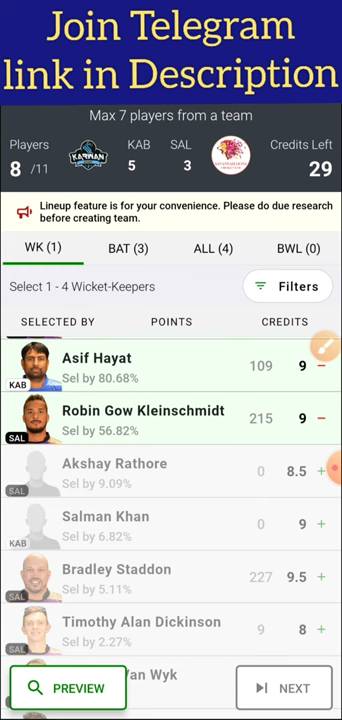 Join Telegram
link in Description
Max 7 players from a team
Players KAB SAL Credits Left
8 /11 KARWAN 5 3 29
Lineup feature is for your convenience. Please do due research
before creating team.
WK (1) BAT (3) ALL (4) BWL (0)
Select 1 - 4 Wicket-Keepers Filters
SELECTED BY POINTS CREDITS
Asif Hayat 109 9 −
KAB Sel by 80.68%
Robin Gow Kleinschmidt 215 9 −
SAL Sel by 56.82%
Akshay Rathore 0 8.5 +
SAL Sel by 9.09%
Salman Khan 0 9 +
KAB Sel by 6.82%
Bradley Staddon 227 9.5 +
SAL Sel by 5.11%
Timothy Alan Dickinson 9 8 +
SAL Sel by 2.27%
Van Wyk
PREVIEW NEXT